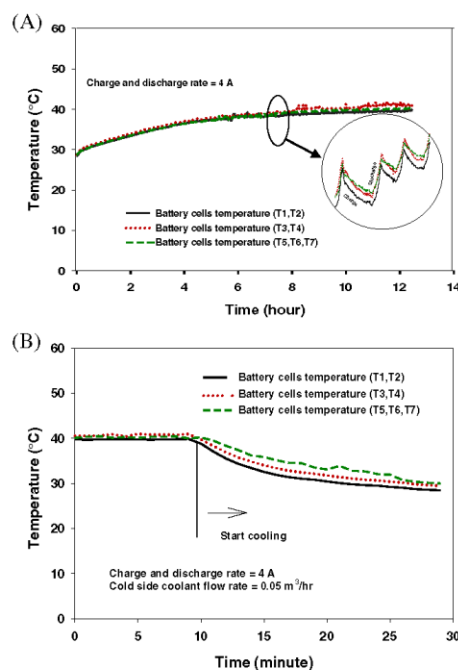 (A)
Temperature (°C)
60
50
40
30
20
10
0
Charge and discharge rate = 4 A
Discharge
Charge
Battery cells temperature (T1,T2)
Battery cells temperature (T3,T4)
Battery cells temperature (T5,T6,T7)
0 2 4 6 8 10 12 14
Time (hour)
(B)
Temperature (°C)
60
50
40
30
20
10
0
Battery cells temperature (T1,T2)
Battery cells temperature (T3,T4)
Battery cells temperature (T5,T6,T7)
Start cooling
Charge and discharge rate = 4 A
Cold side coolant flow rate = 0.05 m³/hr
0 5 10 15 20 25 30
Time (minute)